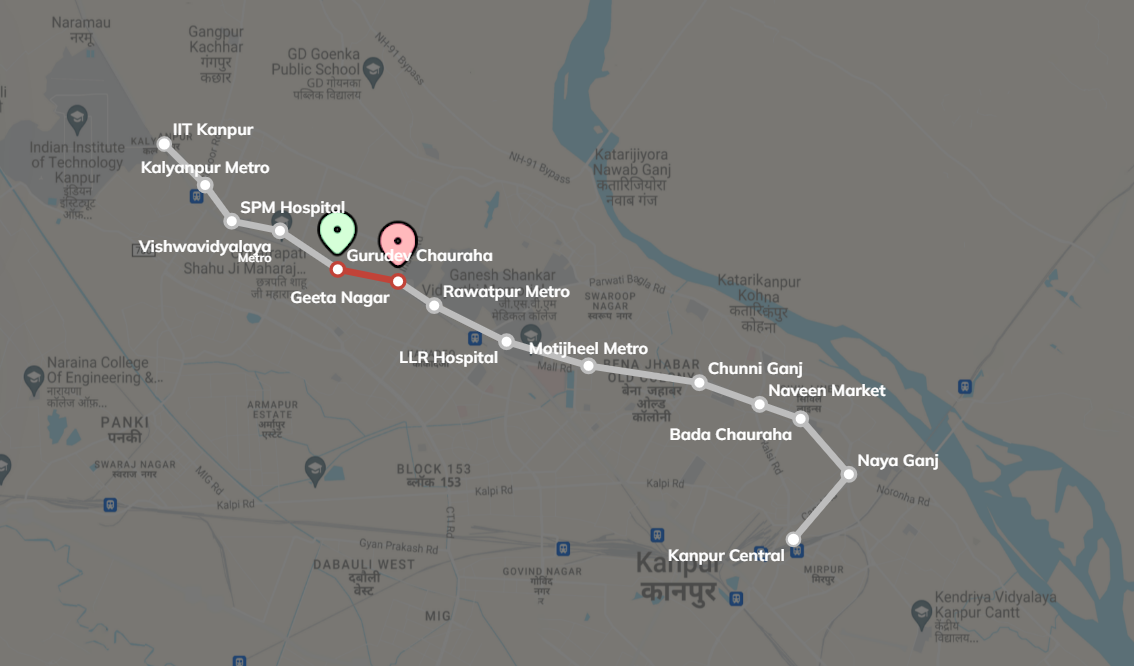 Naramau
नरमू
Gangpur
Kachhar
गंगपुर
कछार
NH-91 Bypass
GD Goenka
Public School
GD गोयनका
पब्लिक विद्यालय
IIT Kanpur
Indian Institute
of Technology
Kanpur
इंडियन
इंस्टिट्यूट
ऑफ़...
Kalyanpur Metro
NH-91 Bypass
Katarijiyora
Nawab Ganj
कतारिजियोरा
नवाब गंज
SPM Hospital
Vishwavidyalaya
Metro
Shahu Ji Maharaj...
छत्रपति शाहू
जी महारा
Gurudev Chauraha
Geeta Nagar
Ganesh Shankar
Rawatpur Metro
जी.एस.वी.एम
मेडिकल कॉलेज
Parwati Bagla Rd
SWAROOP
NAGAR
स्वरुप नगर
Katarikanpur
Kohna
कतारिकंपुर
कोहना
LLR Hospital
Motijheel Metro
Mall Rd
BENA JHABAR
OLD COLONY
बेना जहाबर
ओल्ड
कॉलोनी
Chunni Ganj
Naveen Market
Bada Chauraha
Naraina College
Of Engineering &...
नारायणा
कॉलेज ऑफ़...
ARMAPUR
ESTATE
अर्मापुर
एस्टेट
PANKI
पनकी
SWARAJ NAGAR
स्वराज नगर
MIG Rd
Kalpi Rd
BLOCK 153
ब्लॉक 153
Kalpi Rd
Kalpi Rd
Naya Ganj
Noronha Rd
CTI Rd
Gyan Prakash Rd
DABAULI WEST
दबौली
वेस्ट
GOVIND NAGAR
गोविंद
नगर
Kanpur Central
Kanpur
कानपुर
MIRPUR
मिरपुर
MIG
Kendriya Vidyalaya
Kanpur Cantt
केंद्रीय
विद्यालय...